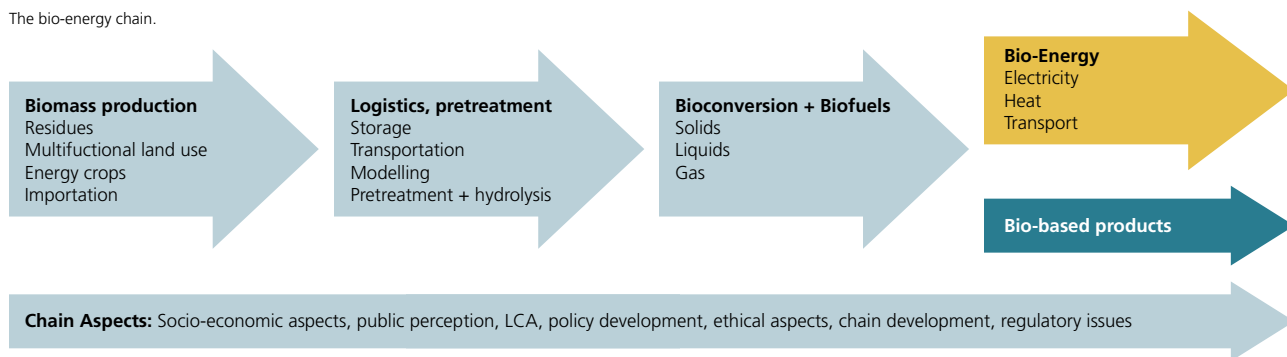 The bio-energy chain.
Biomass production
Residues
Multifuctional land use
Energy crops
Importation
Logistics, pretreatment
Storage
Transportation
Modelling
Pretreatment + hydrolysis
Bioconversion + Biofuels
Solids
Liquids
Gas
Bio-Energy
Electricity
Heat
Transport
Bio-based products
Chain Aspects: Socio-economic aspects, public perception, LCA, policy development, ethical aspects, chain development, regulatory issues